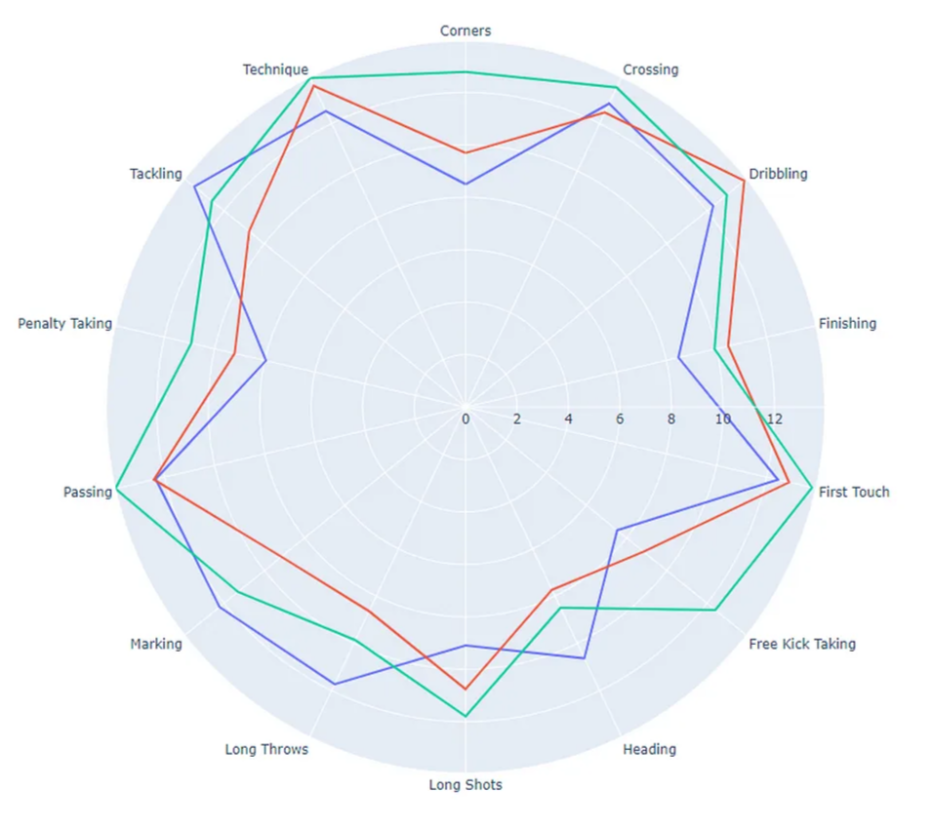 Corners
Technique
Crossing
Tackling
Dribbling
Penalty Taking
Finishing
0 2 4 6 8 10 12
Passing
First Touch
Marking
Free Kick Taking
Long Throws
Heading
Long Shots